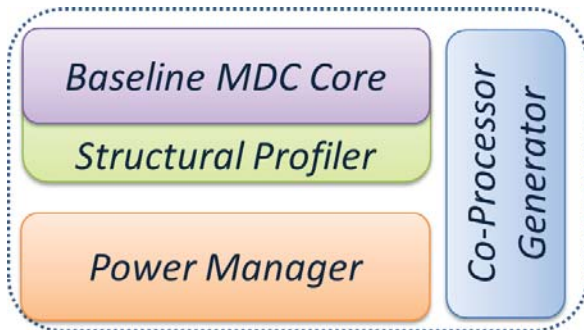 Baseline MDC Core
Structural Profiler
Power Manager
Co-Processor
Generator